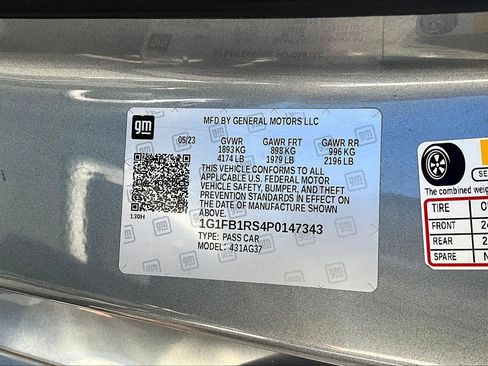 gm
MFD BY GENERAL MOTORS LLC
05/23 GVWR GAWR FRT GAWR RR
1893 KG 898 KG 996 KG
4174 LB 1979 LB 2196 LB
THIS VEHICLE CONFORMS TO ALL
APPLICABLE U.S. FEDERAL MOTOR
VEHICLE SAFETY, BUMPER, AND THEFT
PREVENTION STANDARDS IN EFFECT ON
THE DATE OF MANUFACTURE SHOWN
ABOVE.
130H
1G1FB1RS4P0147343
TYPE: PASS CAR
MODEL: 431AG37
The combined weight
TIRE
FRONT
REAR
SPARE